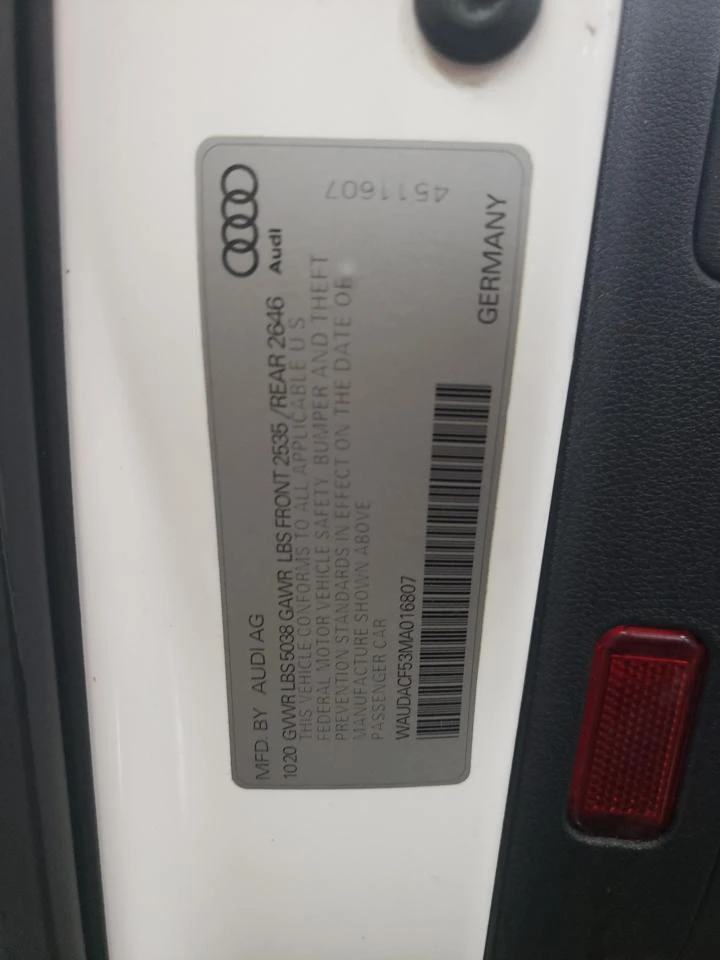 MFD. BY AUDI AG
1020 GVWR LBS 5038 GAWR LBS FRONT 2535 /REAR 2646
THIS VEHICLE CONFORMS TO ALL APPLICABLE U S
FEDERAL MOTOR VEHICLE SAFETY BUMPER AND THEFT
PREVENTION STANDARDS IN EFFECT ON THE DATE OF
MANUFACTURE SHOWN ABOVE
PASSENGER CAR
WAUDACF53MA016807
Audi
4511607
GERMANY